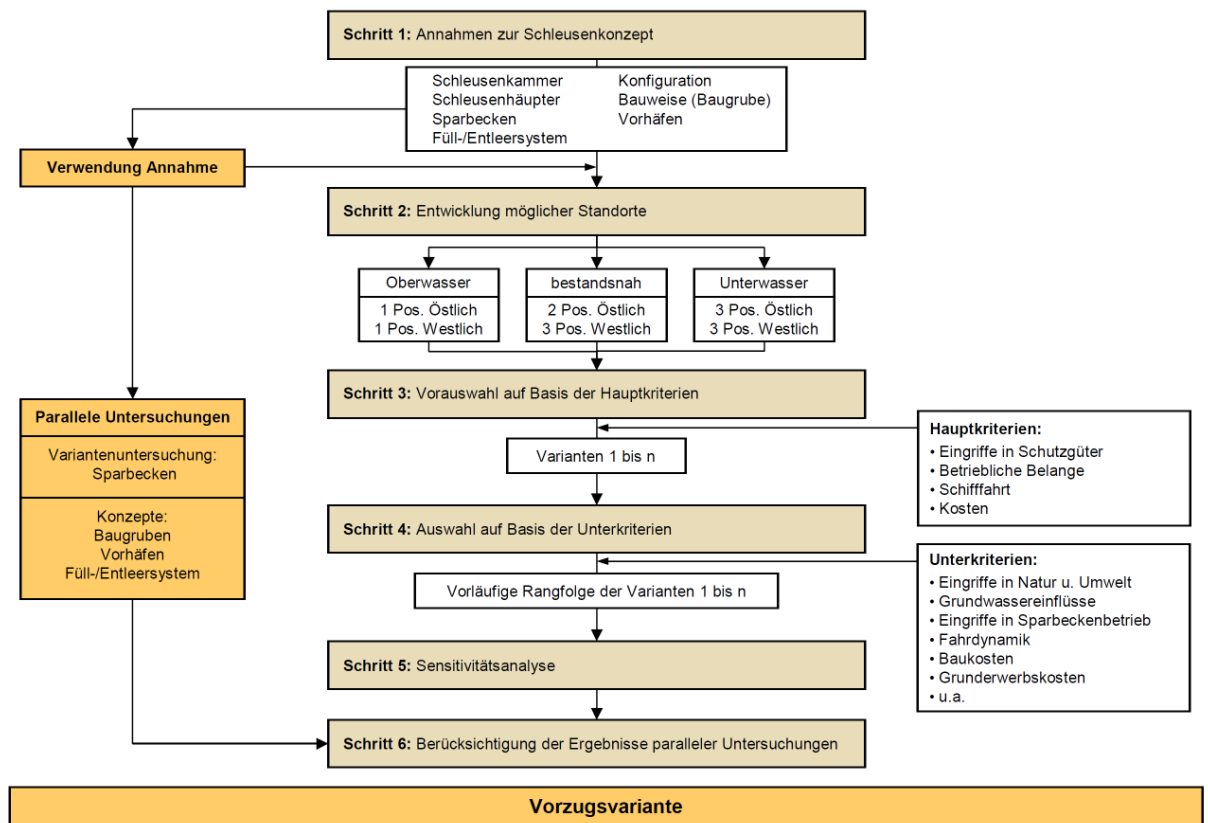 Schritt 1: Annahmen zur Schleusenkonzept
Schleusenkammer
Schleusenhäupter
Sparbecken
Füll-/Entleersystem
Konfiguration
Bauweise (Baugrube)
Vorhäfen
Verwendung Annahme
Schritt 2: Entwicklung möglicher Standorte
Oberwasser
1 Pos. Östlich
1 Pos. Westlich
bestandsnah
2 Pos. Östlich
3 Pos. Westlich
Unterwasser
3 Pos. Östlich
3 Pos. Westlich
Schritt 3: Vorauswahl auf Basis der Hauptkriterien
Parallele Untersuchungen
Variantenuntersuchung:
Sparbecken
Konzepte:
Baugruben
Vorhäfen
Füll-/Entleersystem
Varianten 1 bis n
Hauptkriterien:
• Eingriffe in Schutzgüter
• Betriebliche Belange
• Schifffahrt
• Kosten
Schritt 4: Auswahl auf Basis der Unterkriterien
Vorläufige Rangfolge der Varianten 1 bis n
Unterkriterien:
• Eingriffe in Natur u. Umwelt
• Grundwassereinflüsse
• Eingriffe in Sparbeckenbetrieb
• Fahrdynamik
• Baukosten
• Grunderwerbskosten
• u.a.
Schritt 5: Sensitivitätsanalyse
Schritt 6: Berücksichtigung der Ergebnisse paralleler Untersuchungen
Vorzugsvariante